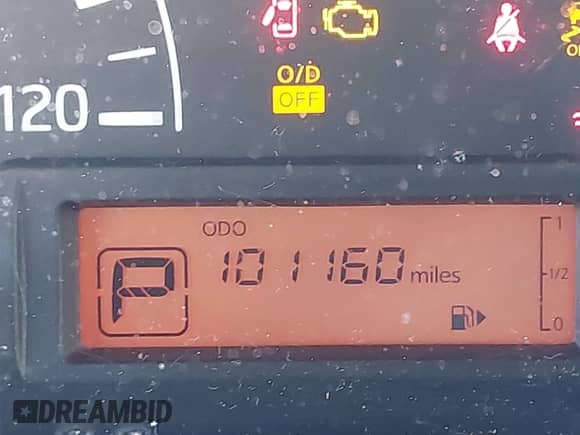 O/D
OFF
120
ODO
P
101160 miles
1
1/2
0
DREAMBID